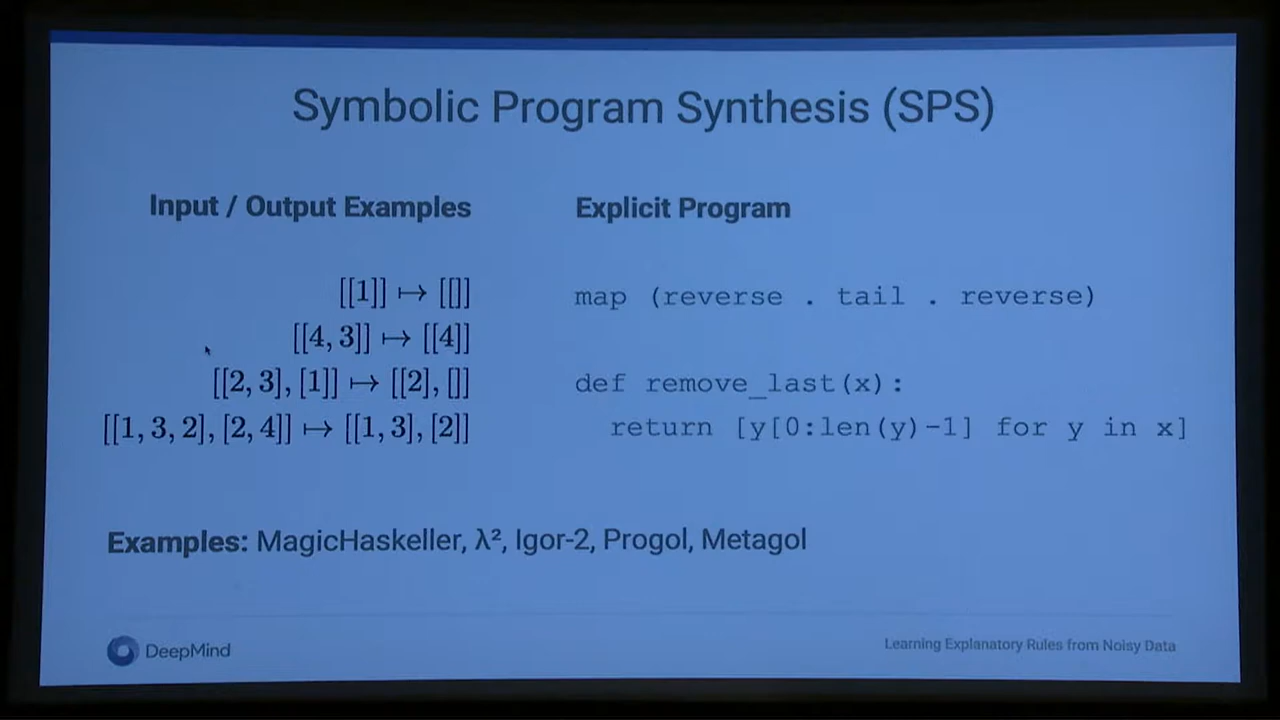 Symbolic Program Synthesis (SPS)
Input / Output Examples
[[1]] ↦ [[]]
[[4, 3]] ↦ [[4]]
[[2, 3], [1]] ↦ [[2], []]
[[1, 3, 2], [2, 4]] ↦ [[1, 3], [2]]
Explicit Program
map (reverse . tail . reverse)
def remove_last(x):
return [y[0:len(y)-1] for y in x]
Examples: MagicHaskeller, λ², Igor-2, Progol, Metagol
DeepMind
Learning Explanatory Rules from Noisy Data